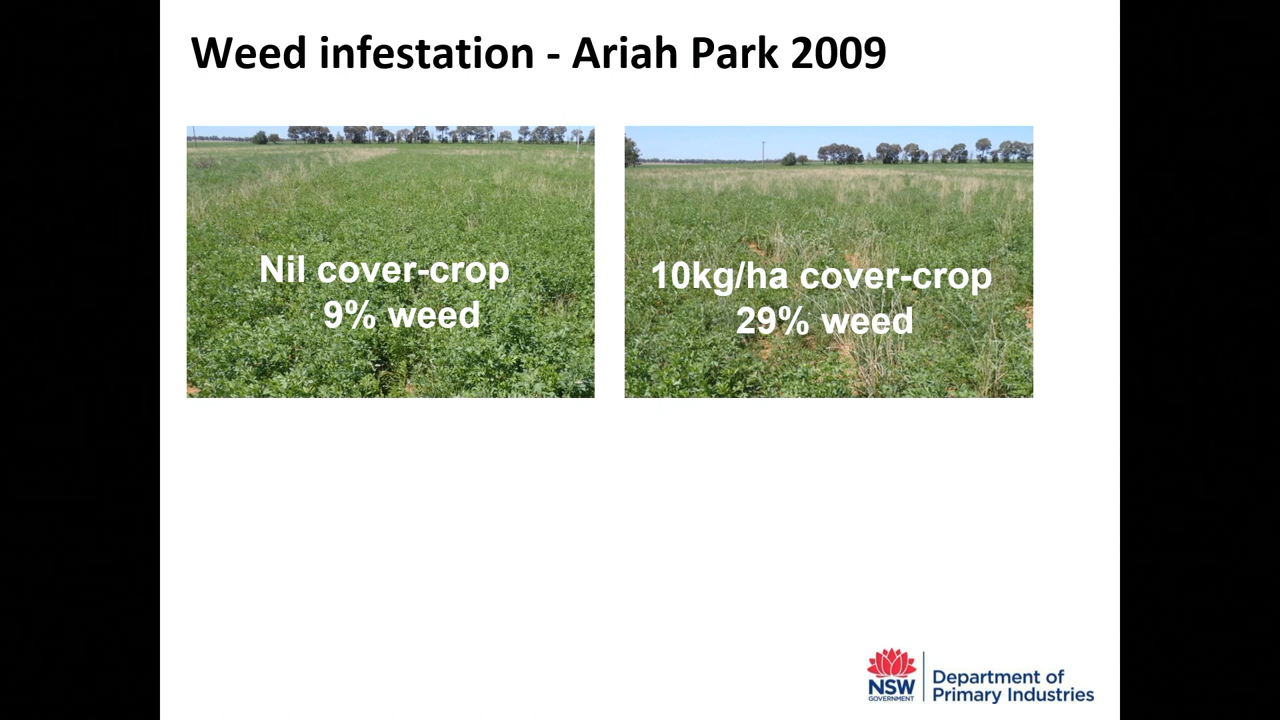 Weed infestation - Ariah Park 2009
Nil cover-crop
9% weed
10kg/ha cover-crop
29% weed
NSW
GOVERNMENT
Department of
Primary Industries